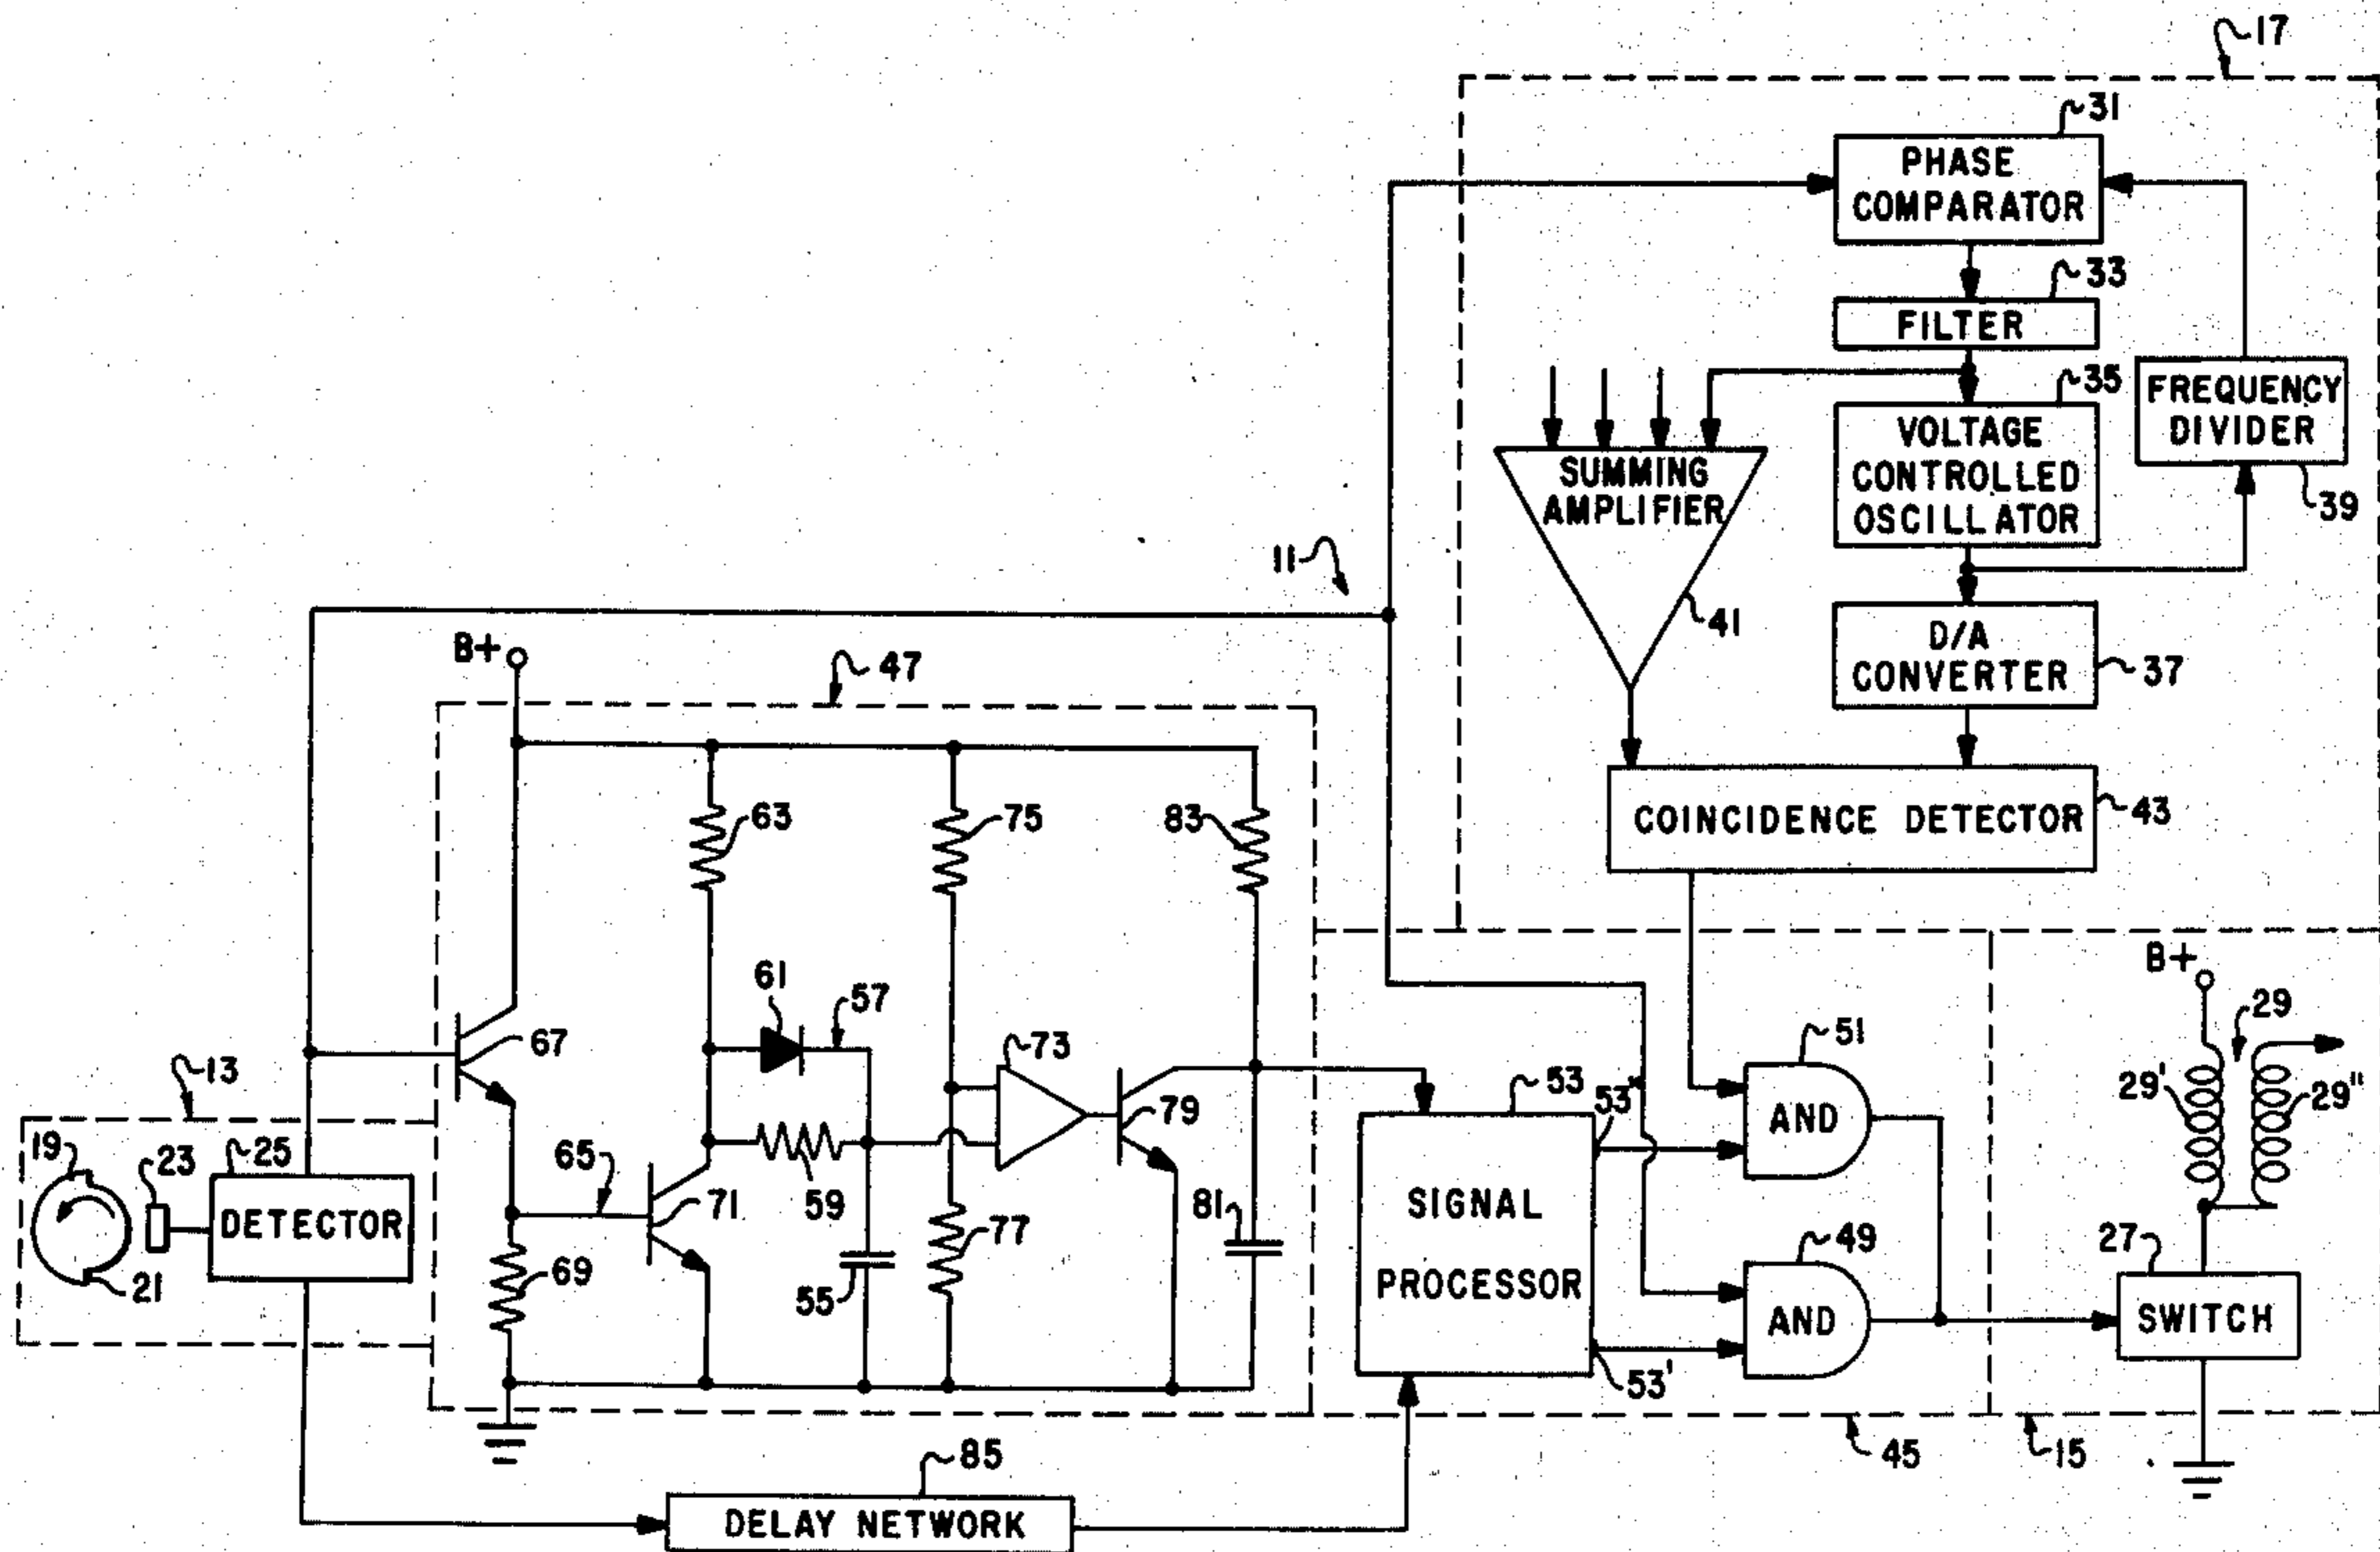 17
31
PHASE
COMPARATOR
33
FILTER
35
FREQUENCY
DIVIDER
39
VOLTAGE
CONTROLLED
OSCILLATOR
SUMMING
AMPLIFIER
41
11
D/A
CONVERTER
37
B+
47
63
75
83
COINCIDENCE DETECTOR
43
61
57
67
73
79
B+
29
29'
29"
51
AND
53
53"
13
19
23
25
DETECTOR
21
65
71
59
69
55
77
81
SIGNAL
PROCESSOR
49
AND
53'
27
SWITCH
45
15
85
DELAY NETWORK